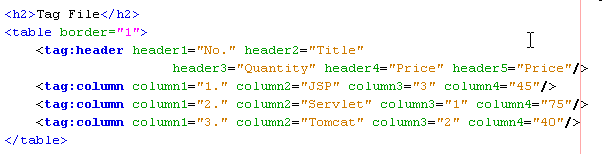 <h2>Tag File</h2>
<table border="1">
<tag:header header1="No." header2="Title"
header3="Quantity" header4="Price" header5="Price"/>
<tag:column column1="1." column2="JSP" column3="3" column4="45"/>
<tag:column column1="2." column2="Servlet" column3="1" column4="75"/>
<tag:column column1="3." column2="Tomcat" column3="2" column4="40"/>
</table>